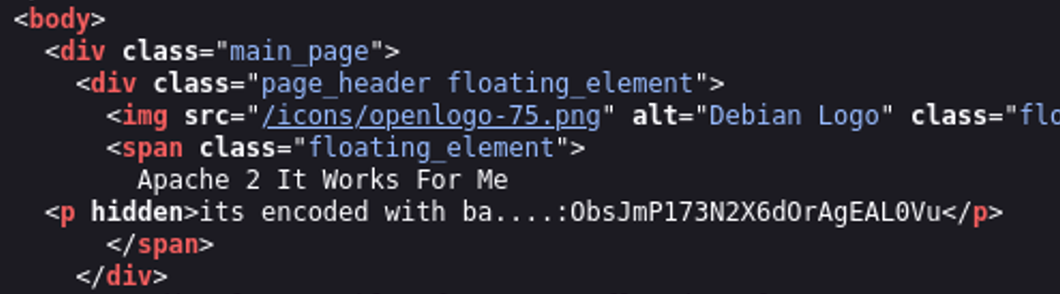 <body>
<div class="main_page">
<div class="page_header floating_element">
<img src="/icons/openlogo-75.png" alt="Debian Logo" class="flo
<span class="floating_element">
Apache 2 It Works For Me
<p hidden>its encoded with ba....:ObsJmP173N2X6dOrAgEAL0Vu</p>
</span>
</div>